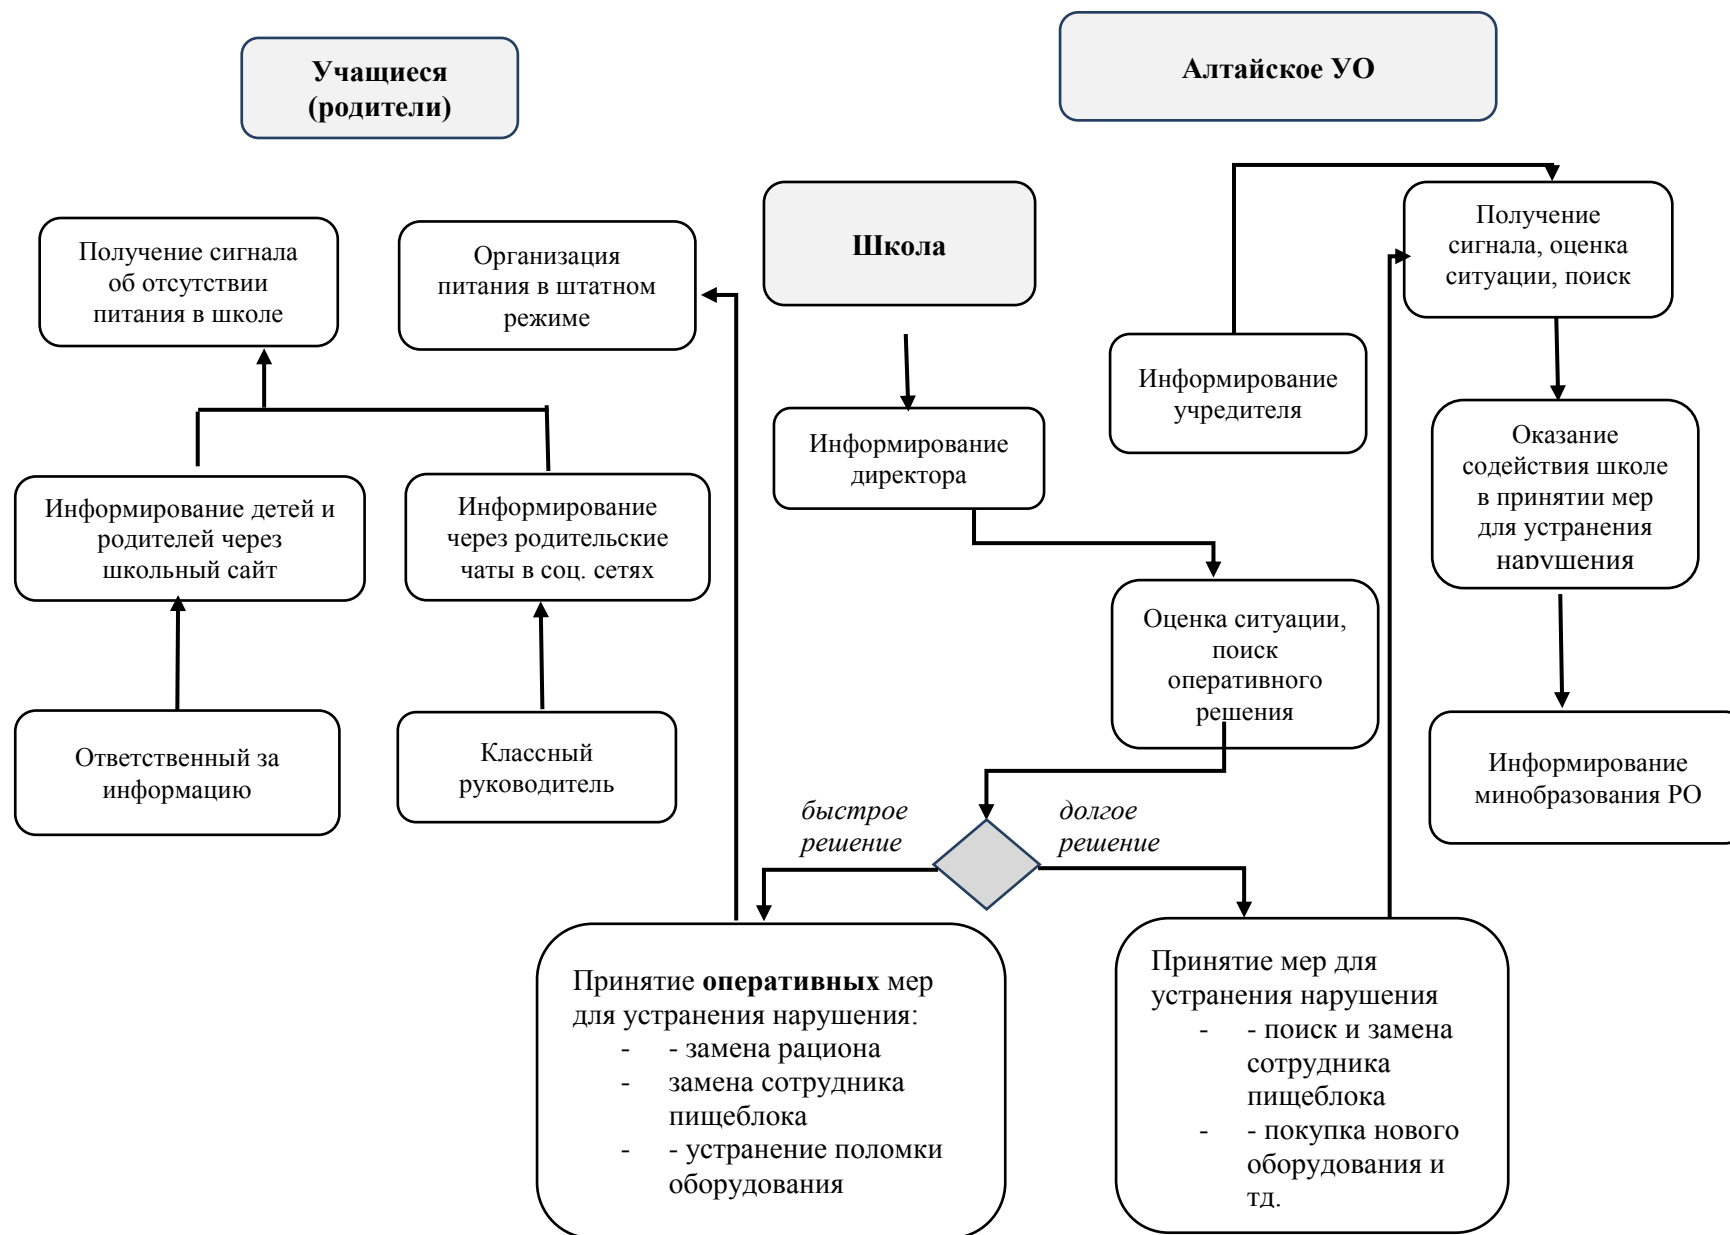 Учащиеся
(родители)
Алтайское УО
Школа
Получение сигнала
об отсутствии
питания в школе
Организация
питания в штатном
режиме
Получение
сигнала, оценка
ситуации, поиск
Информирование
учредителя
Информирование
директора
Оказание
содействия школе
в принятии мер
для устранения
нарушения
Информирование детей и
родителей через
школьный сайт
Информирование
через родительские
чаты в соц. сетях
Оценка ситуации,
поиск
оперативного
решения
Ответственный за
информацию
Классный
руководитель
Информирование
минобразования РО
быстрое
решение
долгое
решение
Принятие оперативных мер
для устранения нарушения:
- - замена рациона
- замена сотрудника
пищеблока
- - устранение поломки
оборудования
Принятие мер для
устранения нарушения
- - поиск и замена
сотрудника
пищеблока
- - покупка нового
оборудования и
тд.